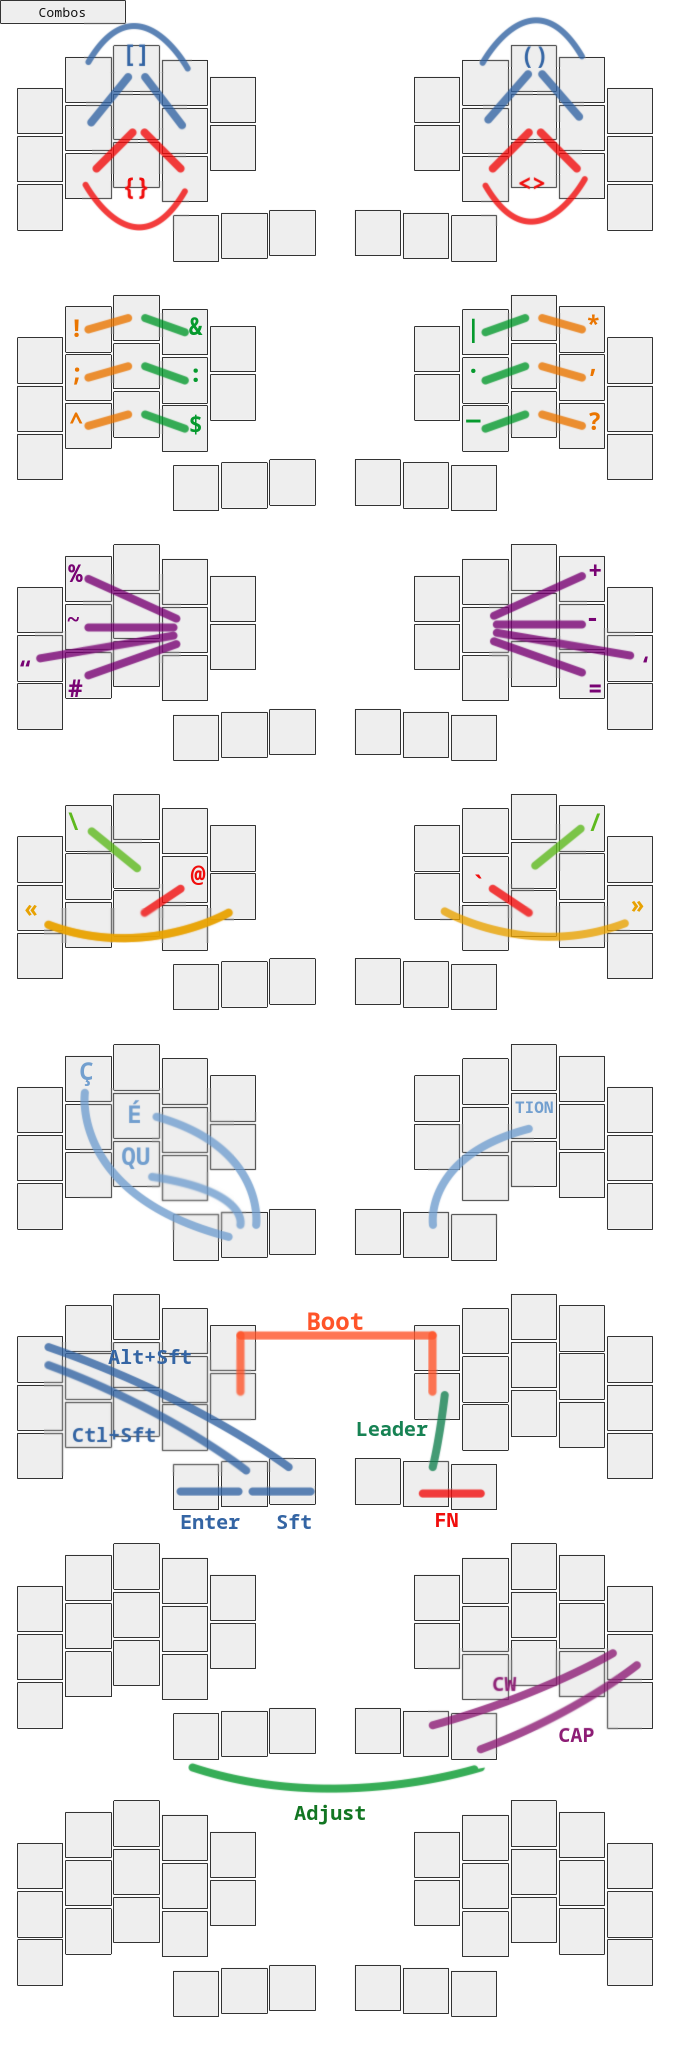 Combos
[] ()
{} <>
! & | *
; : . ,
^ $ _ ?
% +
~ -
“ ‘
# =
\ /
@ `
« »
Ç
É TION
QU
Boot
Alt+Sft
Leader
Ctl+Sft
Enter Sft FN
CW
CAP
Adjust